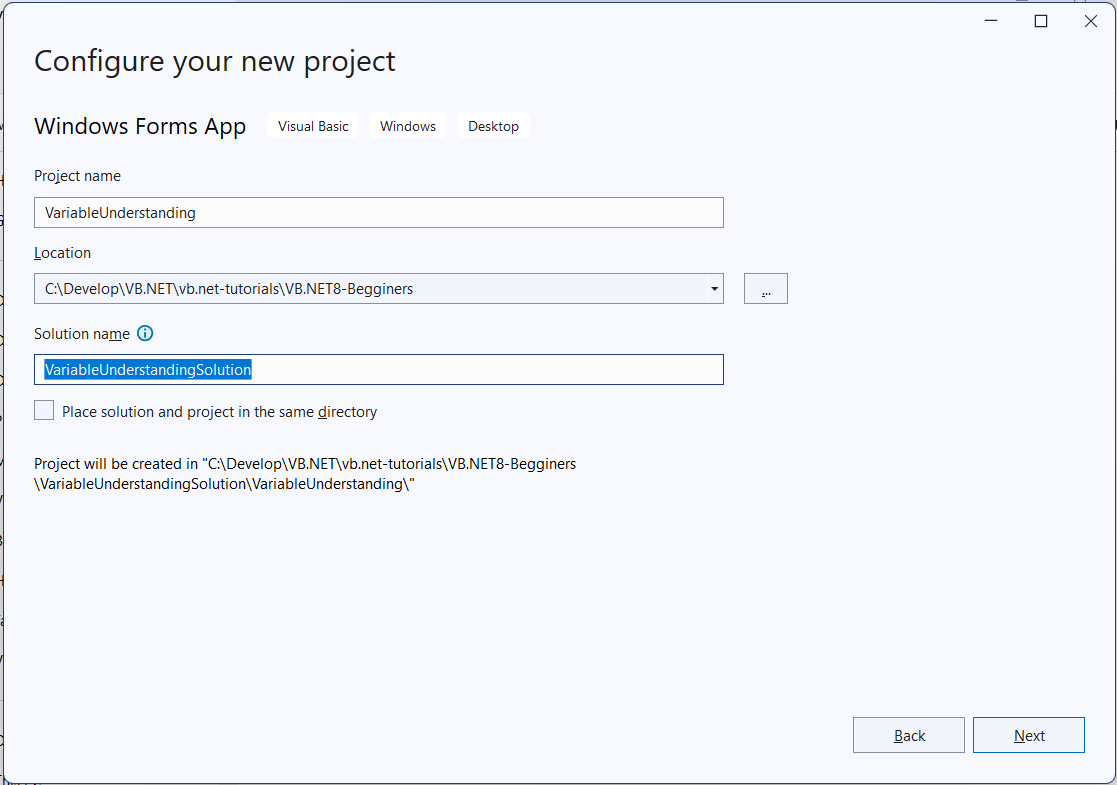 Configure your new project
Windows Forms App Visual Basic Windows Desktop
Project name
VariableUnderstanding
Location
C:\Develop\VB.NET\vb.net-tutorials\VB.NET8-Begginers
...
Solution name
VariableUnderstandingSolution
Place solution and project in the same directory
Project will be created in "C:\Develop\VB.NET\vb.net-tutorials\VB.NET8-Begginers
\VariableUnderstandingSolution\VariableUnderstanding\"
Back Next